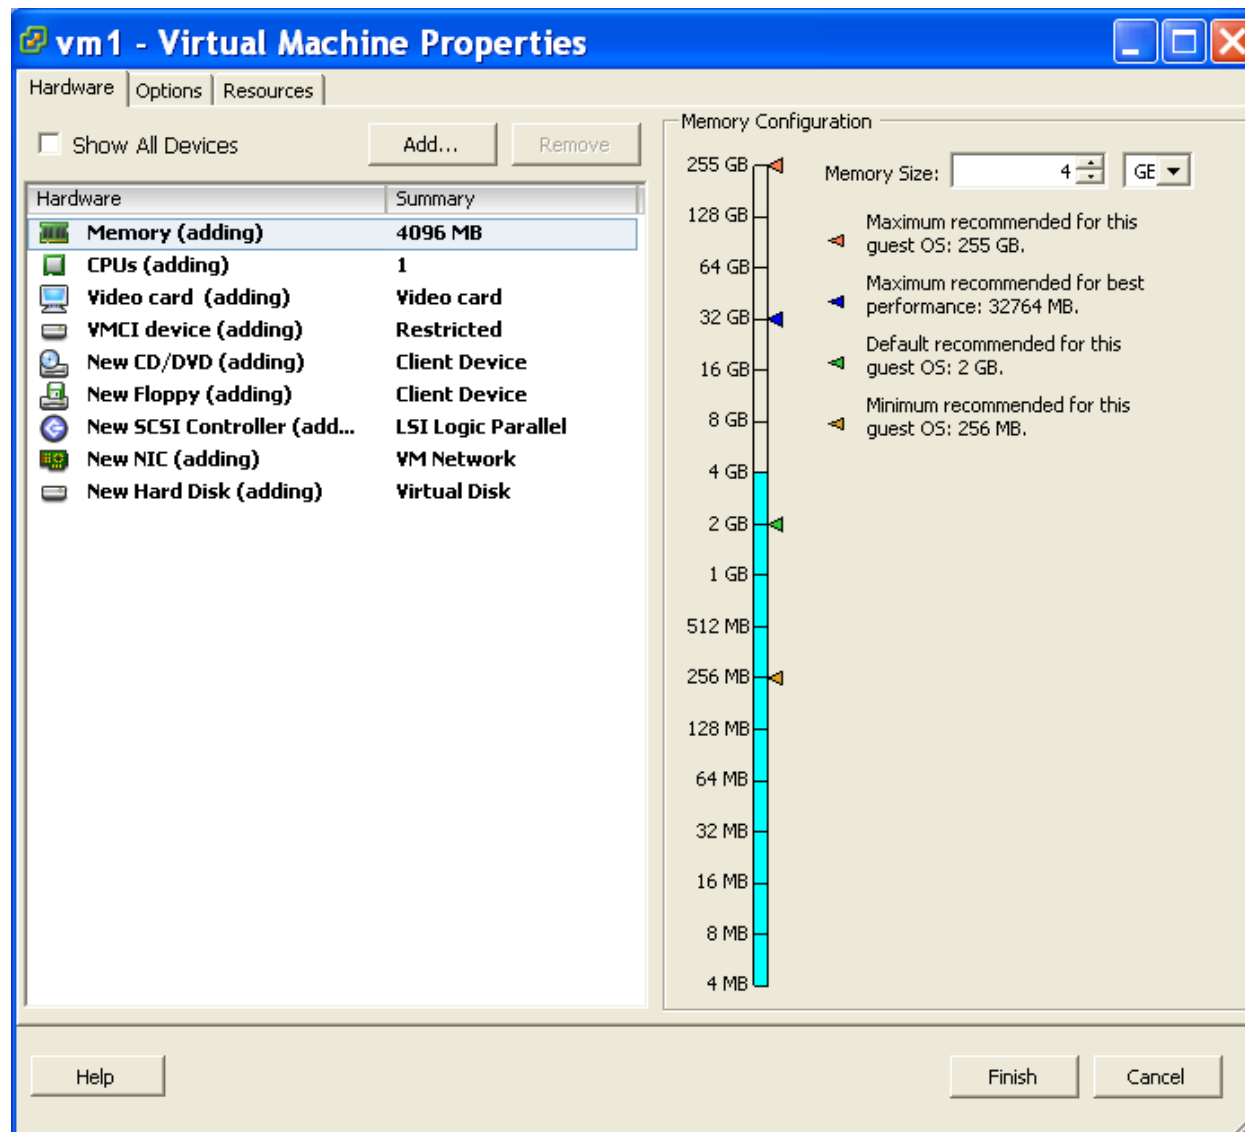 vm1 - Virtual Machine Properties
Hardware Options Resources
Show All Devices Add... Remove
Hardware Summary
Memory (adding) 4096 MB
CPUs (adding) 1
Video card (adding) Video card
VMCI device (adding) Restricted
New CD/DVD (adding) Client Device
New Floppy (adding) Client Device
New SCSI Controller (add... LSI Logic Parallel
New NIC (adding) VM Network
New Hard Disk (adding) Virtual Disk
Memory Configuration
255 GB
128 GB
64 GB
32 GB
16 GB
8 GB
4 GB
2 GB
1 GB
512 MB
256 MB
128 MB
64 MB
32 MB
16 MB
8 MB
4 MB
Memory Size: 4 GB
Maximum recommended for this
guest OS: 255 GB.
Maximum recommended for best
performance: 32764 MB.
Default recommended for this
guest OS: 2 GB.
Minimum recommended for this
guest OS: 256 MB.
Help Finish Cancel